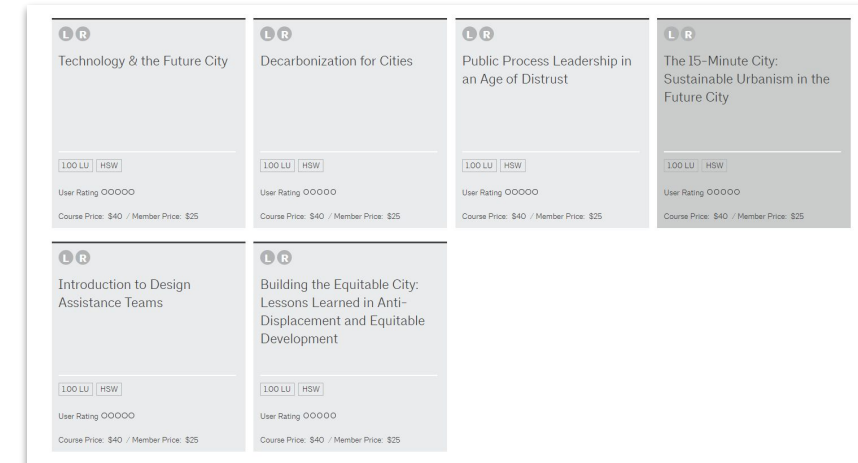 L R
Technology & the Future City
1.00 LU HSW
User Rating OOOOO
Course Price: $40 / Member Price: $25
L R
Decarbonization for Cities
1.00 LU HSW
User Rating OOOOO
Course Price: $40 / Member Price: $25
L R
Public Process Leadership in
an Age of Distrust
1.00 LU HSW
User Rating OOOOO
Course Price: $40 / Member Price: $25
L R
The 15-Minute City:
Sustainable Urbanism in the
Future City
1.00 LU HSW
User Rating OOOOO
Course Price: $40 / Member Price: $25
L R
Introduction to Design
Assistance Teams
1.00 LU HSW
User Rating OOOOO
Course Price: $40 / Member Price: $25
L R
Building the Equitable City:
Lessons Learned in Anti-
Displacement and Equitable
Development
1.00 LU HSW
User Rating OOOOO
Course Price: $40 / Member Price: $25